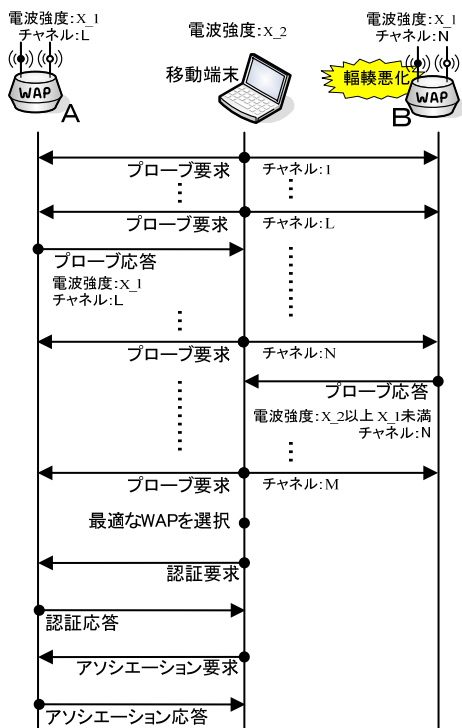 電波強度:X_1
チャネル:L
電波強度:X_2
電波強度:X_1
チャネル:N
移動端末
輻輳悪化
WAP
WAP
A
B
プローブ要求
チャネル:1
プローブ要求
チャネル:L
プローブ応答
電波強度:X_1
チャネル:L
プローブ要求
チャネル:N
プローブ応答
電波強度:X_2以上X_1未満
チャネル:N
プローブ要求
チャネル:M
最適なWAPを選択
認証要求
認証応答
アソシエーション要求
アソシエーション応答